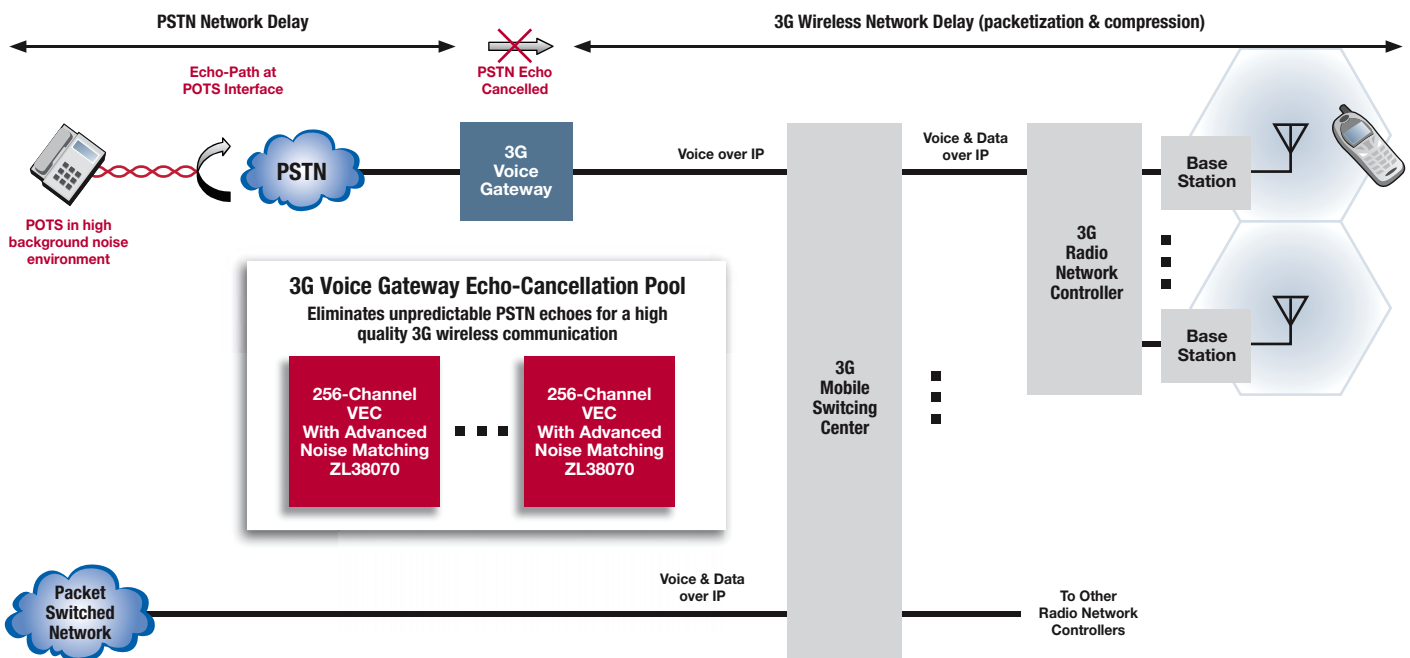 PSTN Network Delay
3G Wireless Network Delay (packetization & compression)
Echo-Path at
POTS Interface
PSTN Echo
Cancelled
PSTN
3G
Voice
Gateway
Voice over IP
Voice & Data
over IP
Base
Station
POTS in high
background noise
environment
3G
Radio
Network
Controller
3G Voice Gateway Echo-Cancellation Pool
Eliminates unpredictable PSTN echoes for a high
quality 3G wireless communication
256-Channel
VEC
With Advanced
Noise Matching
ZL38070
256-Channel
VEC
With Advanced
Noise Matching
ZL38070
3G
Mobile
Switcing
Center
Base
Station
Packet
Switched
Network
Voice & Data
over IP
To Other
Radio Network
Controllers